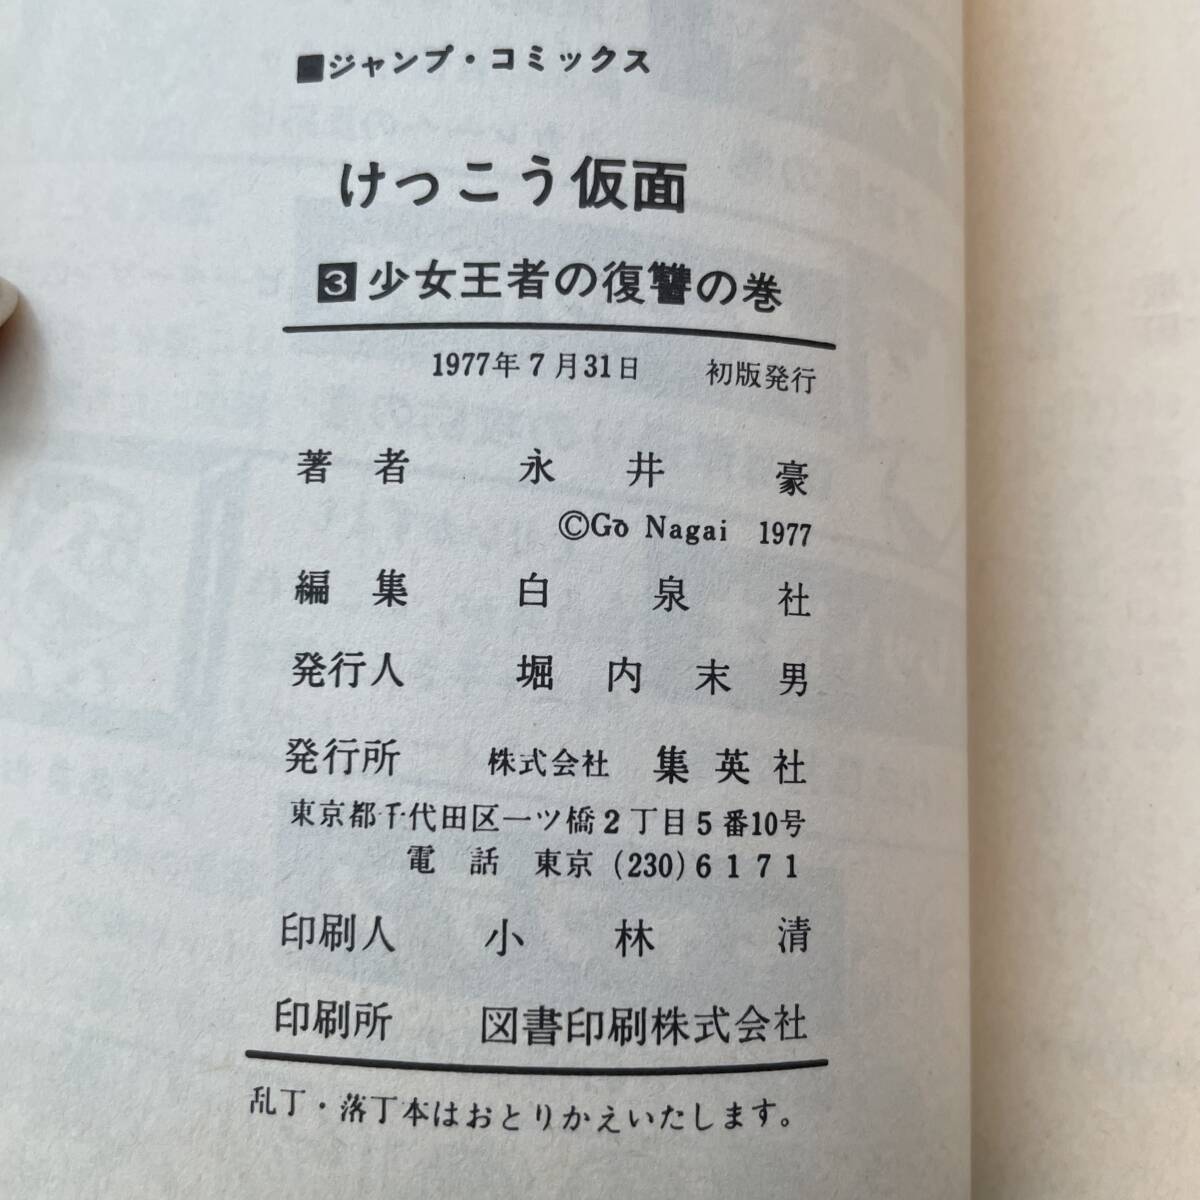 ■ジャンプ・コミックス
けっこう仮面
3 少女王者の復讐の巻
1977年7月31日 初版発行
著者 永井豪
©Gō Nagai 1977
編集 白泉社
発行人 堀内末男
発行所 株式会社 集英社
東京都千代田区一ツ橋2丁目5番10号
電話 東京(230)6171
印刷人 小林清
印刷所 図書印刷株式会社
乱丁・落丁本はおとりかえいたします。